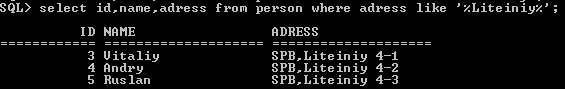 SQL> select id,name,adress from person where adress like '%Liteiniy%';
ID NAME ADRESS
============ ==================== ====================
3 Vitaliy SPB,Liteiniy 4-1
4 Andry SPB,Liteiniy 4-2
5 Ruslan SPB,Liteiniy 4-3